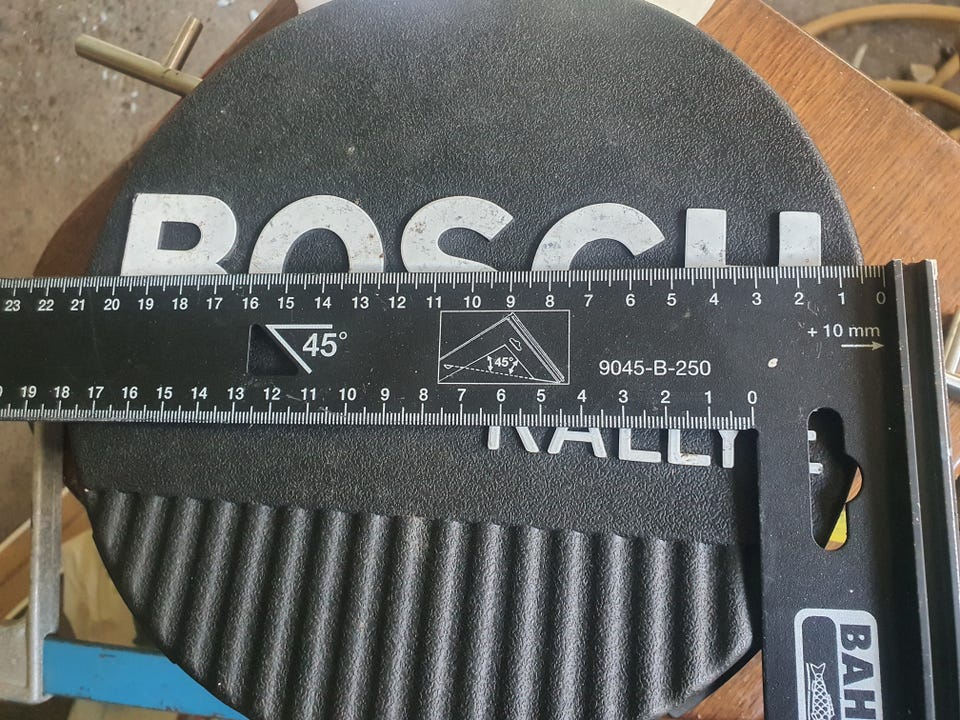 BOSCH
23 22 21 20 19 18 17 16 15 14 13 12 11 10 9 8 7 6 5 4 3 2 1 0
+ 10 mm
45°
45°
9045-B-250
19 18 17 16 15 14 13 12 11 10 9 8 7 6 5 4 3 2 1 0
RALLYE
BAH